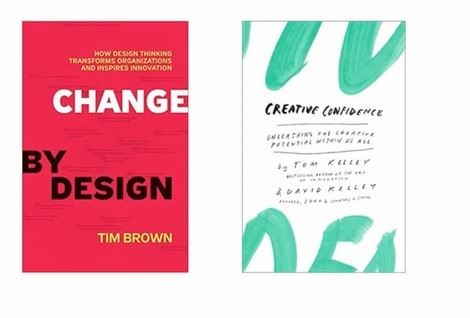 HOW DESIGN THINKING
TRANSFORMS ORGANIZATIONS
AND INSPIRES INNOVATION
CHANGE
BY
DESIGN
TIM BROWN
CREATIVE CONFIDENCE
UNLEASHING THE CREATIVE
POTENTIAL WITHIN US ALL
by TOM KELLEY
BESTSELLING AUTHOR OF THE ART
OF INNOVATION
& DAVID KELLEY